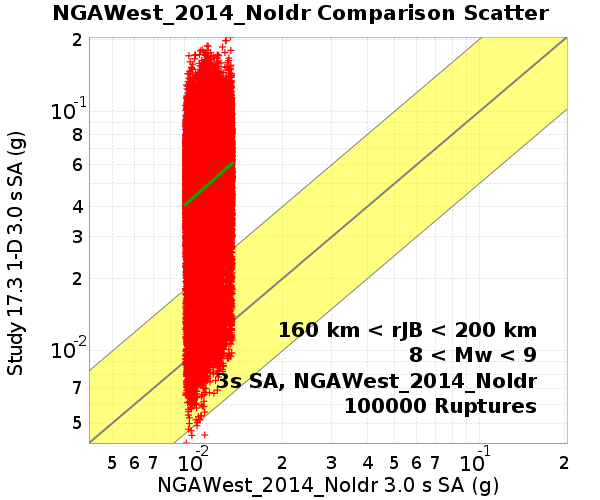 NGAWest_2014_NoIdr Comparison Scatter
2
10-1
8
6
4
3
2
10-2
7
5
Study 17.3 1-D 3.0 s SA (g)
160 km < rJB < 200 km
8 < Mw < 9
3s SA, NGAWest_2014_NoIdr
100000 Ruptures
5 6 7 10-2 2 3 4 5 6 7 10-1 2
NGAWest_2014_NoIdr 3.0 s SA (g)